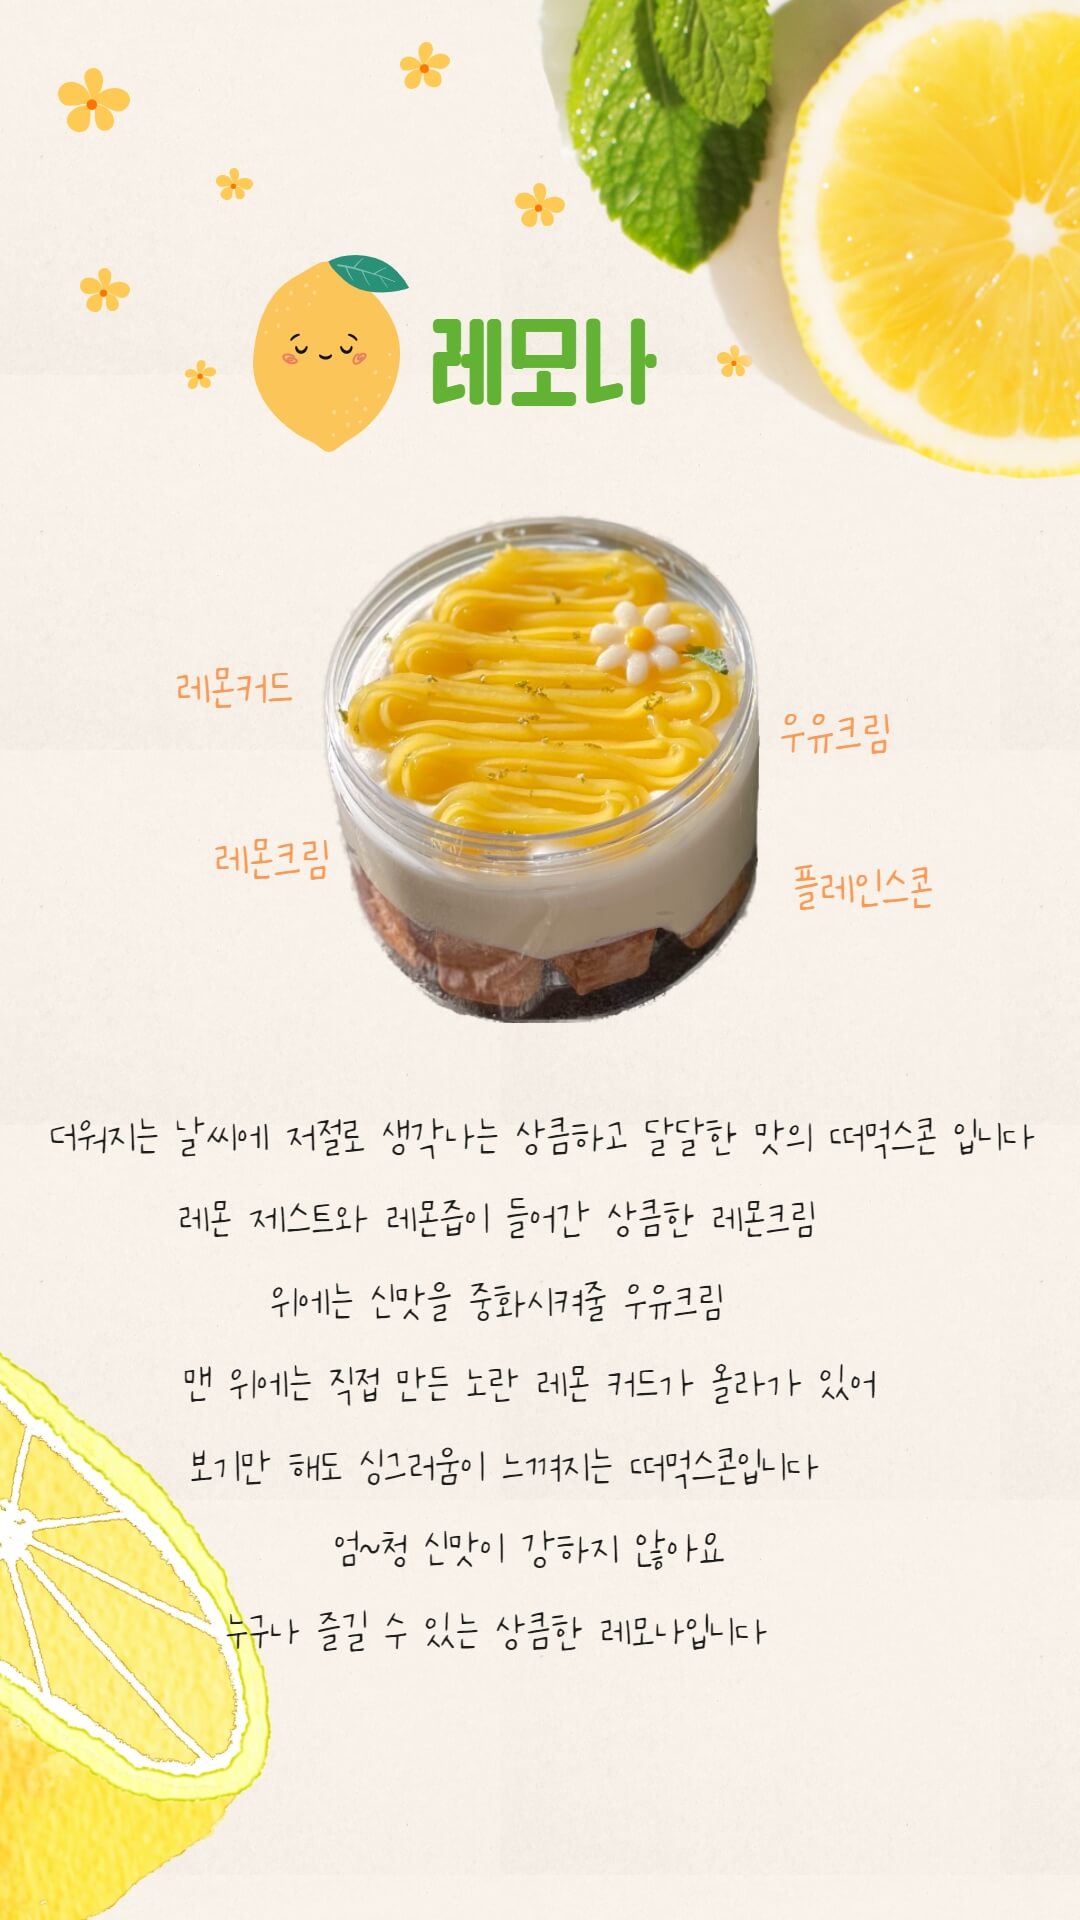 레모나
레몬커드
우유크림
레몬크림
플레인스콘
더워지는 날씨에 저절로 생각나는 상큼하고 달달한 맛의 떠먹스콘 입니다
레몬 제스트와 레몬즙이 들어간 상큼한 레몬크림
위에는 신맛을 중화시켜줄 우유크림
맨 위에는 직접 만든 노란 레몬 커드가 올라가 있어
보기만 해도 싱그러움이 느껴지는 떠먹스콘입니다
엄~청 신맛이 강하지 않아요
누구나 즐길 수 있는 상큼한 레모나입니다